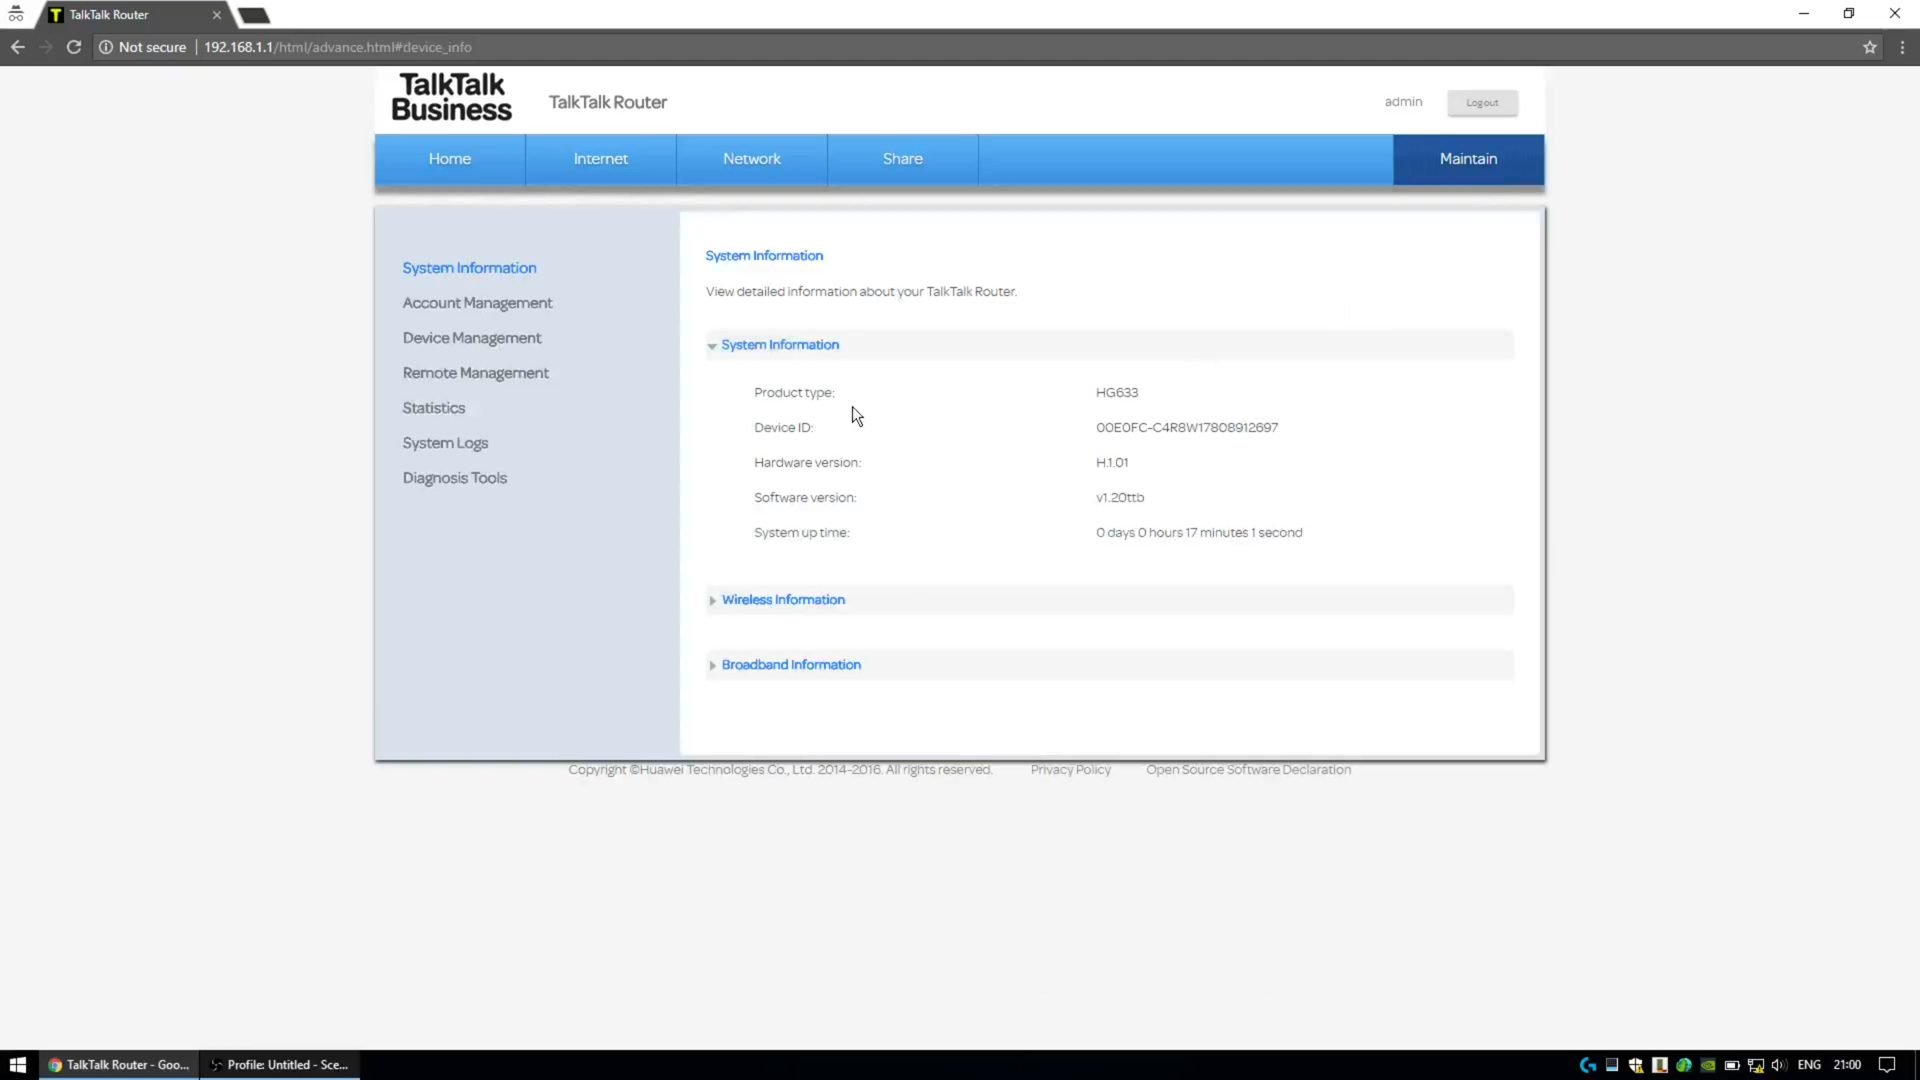 TalkTalk Router
Not secure | 192.168.1.1/html/advance.html#device_info
TalkTalk
Business
TalkTalk Router
admin
Logout
Home
Internet
Network
Share
Maintain
System Information
Account Management
Device Management
Remote Management
Statistics
System Logs
Diagnosis Tools
System Information
View detailed information about your TalkTalk Router.
System Information
Product type: HG633
Device ID: 00E0FC-C4R8W17808912697
Hardware version: H.1.01
Software version: v1.20ttb
System up time: 0 days 0 hours 17 minutes 1 second
Wireless Information
Broadband Information
Copyright ©Huawei Technologies Co., Ltd. 2014-2016. All rights reserved. Privacy Policy Open Source Software Declaration
TalkTalk Router - Goo...
Profile: Untitled - Sce...
ENG 21:00